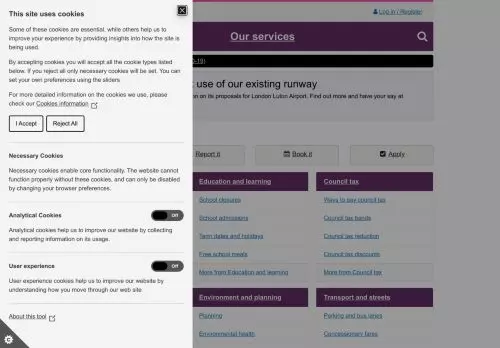 This site uses cookies
Some of these cookies are essential, while others help us to
improve your experience by providing insights into how the site is
being used.
By accepting cookies you will accept all the cookie types listed
below. If you reject all only necessary cookies will be set. You can
set your own preferences using the sliders
For more detailed information on the cookies we use, please
check our Cookies information
I Accept
Reject All
Necessary Cookies
Necessary cookies enable core functionality. The website cannot
function properly without these cookies, and can only be disabled
by changing your browser preferences.
Analytical Cookies
Off
Analytical cookies help us to improve our website by collecting
and reporting information on its usage.
User experience
Off
User experience cookies help us to improve our website by
understanding how you move through our web site
About this tool
Log in / Register
Our services
-19)
use of our existing runway
on its proposals for London Luton Airport. Find out more and have your say at
Report it
Book it
Apply
Education and learning
Council tax
School closures
Ways to pay council tax
School admissions
Council tax bands
Term dates and holidays
Council tax reduction
Free school meals
Council tax discounts
More from Education and learning
More from Council tax
Environment and planning
Transport and streets
Planning
Parking and bus lanes
Environmental health
Concessionary fares